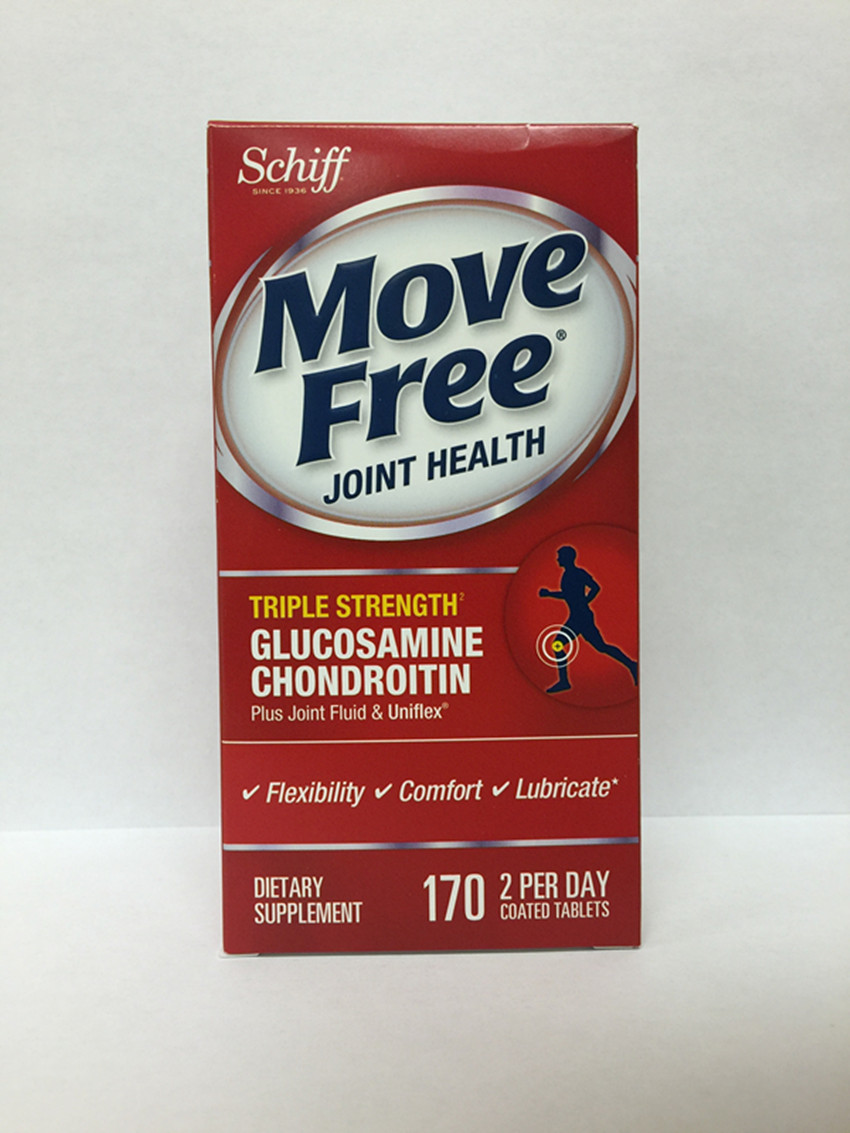 Schiff
SINCE 1936
Move
Free®
JOINT HEALTH
TRIPLE STRENGTH²
GLUCOSAMINE
CHONDROITIN
Plus Joint Fluid & Uniflex®
✓ Flexibility ✓ Comfort ✓ Lubricate*
DIETARY
SUPPLEMENT
170
2 PER DAY
COATED TABLETS